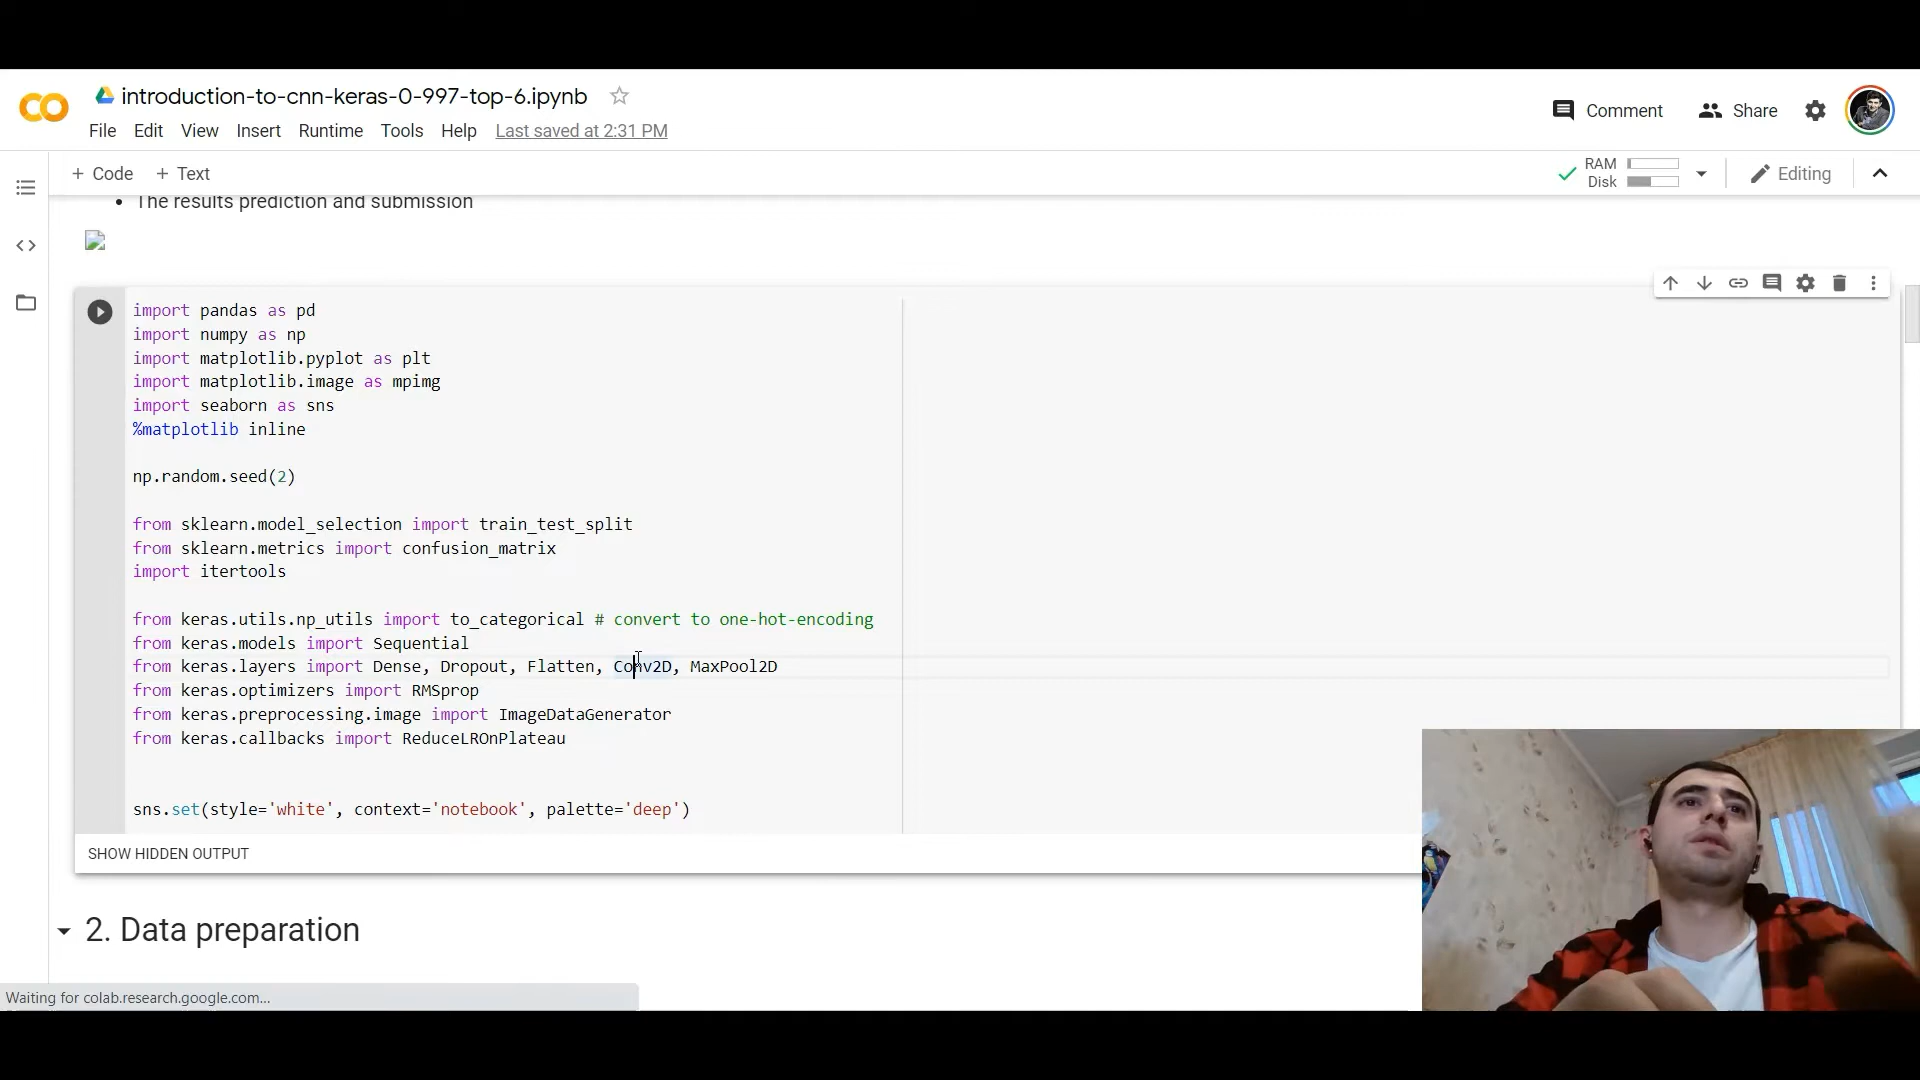 introduction-to-cnn-keras-0-997-top-6.ipynb
Comment
Share
File Edit View Insert Runtime Tools Help Last saved at 2:31 PM
+ Code + Text
RAM
Disk
Editing
The results prediction and submission
import pandas as pd
import numpy as np
import matplotlib.pyplot as plt
import matplotlib.image as mpimg
import seaborn as sns
%matplotlib inline
np.random.seed(2)
from sklearn.model_selection import train_test_split
from sklearn.metrics import confusion_matrix
import itertools
from keras.utils.np_utils import to_categorical # convert to one-hot-encoding
from keras.models import Sequential
from keras.layers import Dense, Dropout, Flatten, Conv2D, MaxPool2D
from keras.optimizers import RMSprop
from keras.preprocessing.image import ImageDataGenerator
from keras.callbacks import ReduceLROnPlateau
sns.set(style='white', context='notebook', palette='deep')
SHOW HIDDEN OUTPUT
2. Data preparation
Waiting for colab.research.google.com...